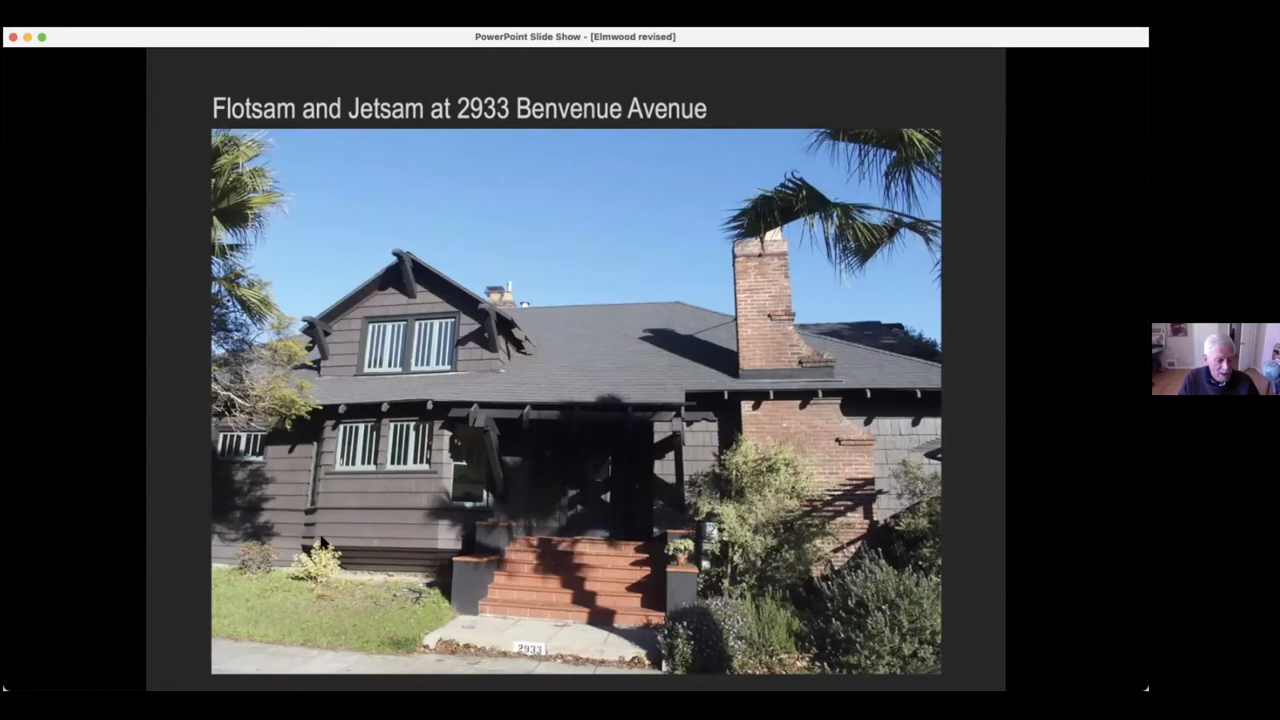 PowerPoint Slide Show - [Elmwood revised]
Flotsam and Jetsam at 2933 Benvenue Avenue
2933